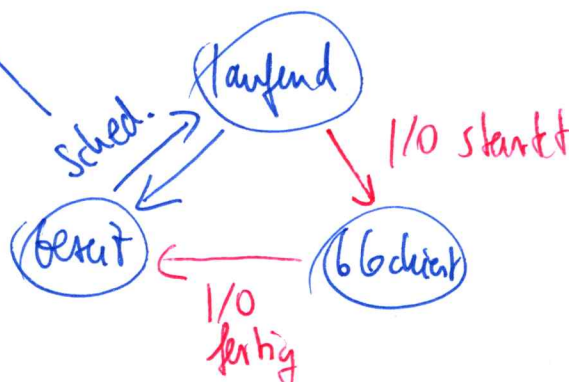 laufend
sched.
I/O startet
bereit
blockiert
I/O
fertig